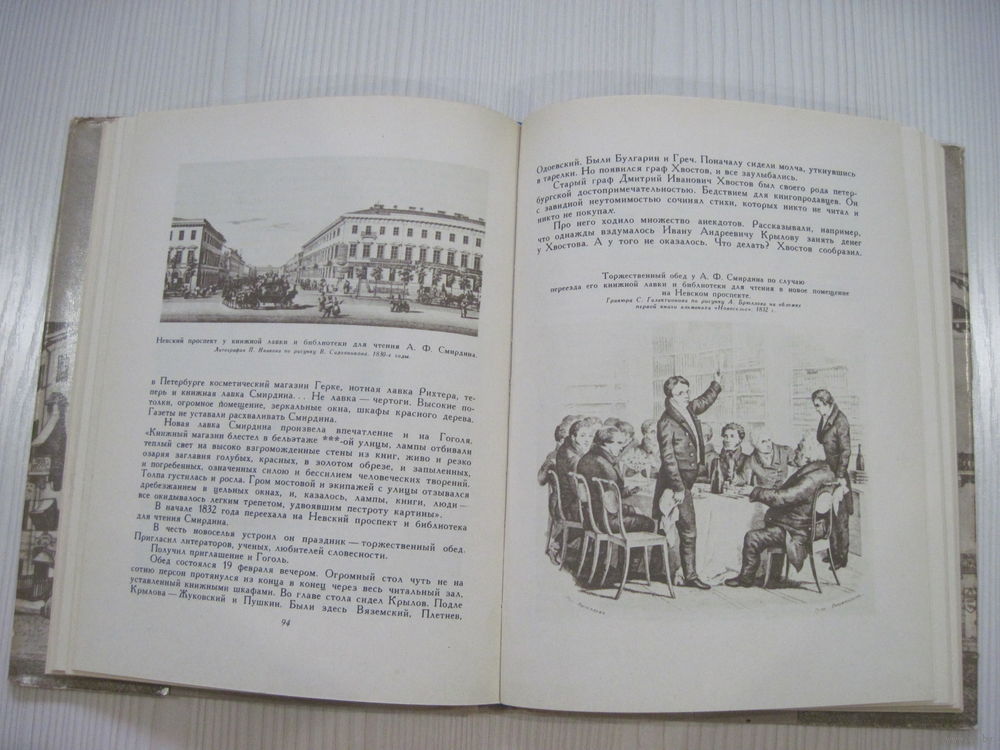 Невский проспект у книжной лавки и библиотеки для чтения А. Ф. Смирдина.
Литография П. Иванова по рисунку В. Садовникова. 1830-е годы.
в Петербурге косметический магазин Герке, нотная лавка Рихтера, те-
перь и книжная лавка Смирдина... Не лавка — чертоги. Высокие по-
толки, огромное помещение, зеркальные окна, шкафы красного дерева.
Газеты не уставали расхваливать Смирдина.
Новая лавка Смирдина произвела впечатление и на Гоголя.
«Книжный магазин блестел в бельэтаже ***-ой улицы, лампы отбивали
теплый свет на высоко взгроможденные стены из книг, живо и резко
озаряя заглавия голубых, красных, в золотом обрезе, и запыленных,
и погребенных, означенных силою и бессилием человеческих творений.
Толпа густилась и росла. Гром мостовой и экипажей с улицы отзывался
дребезжанием в цельных окнах, и, казалось, лампы, книги, люди —
все окидывалось легким трепетом, удвоявшим пестроту картины».
В начале 1832 года переехала на Невский проспект и библиотека
для чтения Смирдина.
В честь новоселья устроил он праздник — торжественный обед.
Пригласил литераторов, ученых, любителей словесности.
Получил приглашение и Гоголь.
Обед состоялся 19 февраля вечером. Огромный стол чуть не на
сотню персон протянулся из конца в конец через весь читальный зал,
уставленный книжными шкафами. Во главе стола сидел Крылов. Подле
Крылова — Жуковский и Пушкин. Были здесь Вяземский, Плетнев,
94
Одоевский. Были Булгарин и Греч. Поначалу сидели молча, уткнувшись
в тарелки. Но появился граф Хвостов, и все заулыбались.
Старый граф Дмитрий Иванович Хвостов был своего рода петер-
бургской достопримечательностью. Бедствием для книгопродавцев. Он
с завидной неутомимостью сочинял стихи, которых никто не читал и
никто не покупал.
Про него ходило множество анекдотов. Рассказывали, например,
что однажды вздумалось Ивану Андреевичу Крылову занять денег
у Хвостова. А у того не оказалось. Что делать? Хвостов сообразил.
Торжественный обед у А. Ф. Смирдина по случаю
переезда его книжной лавки и библиотеки для чтения в новое помещение
на Невском проспекте.
Гравюра С. Галактионова по рисунку А. Брюллова на обложке
первой книги альманаха «Новоселье». 1832 г.